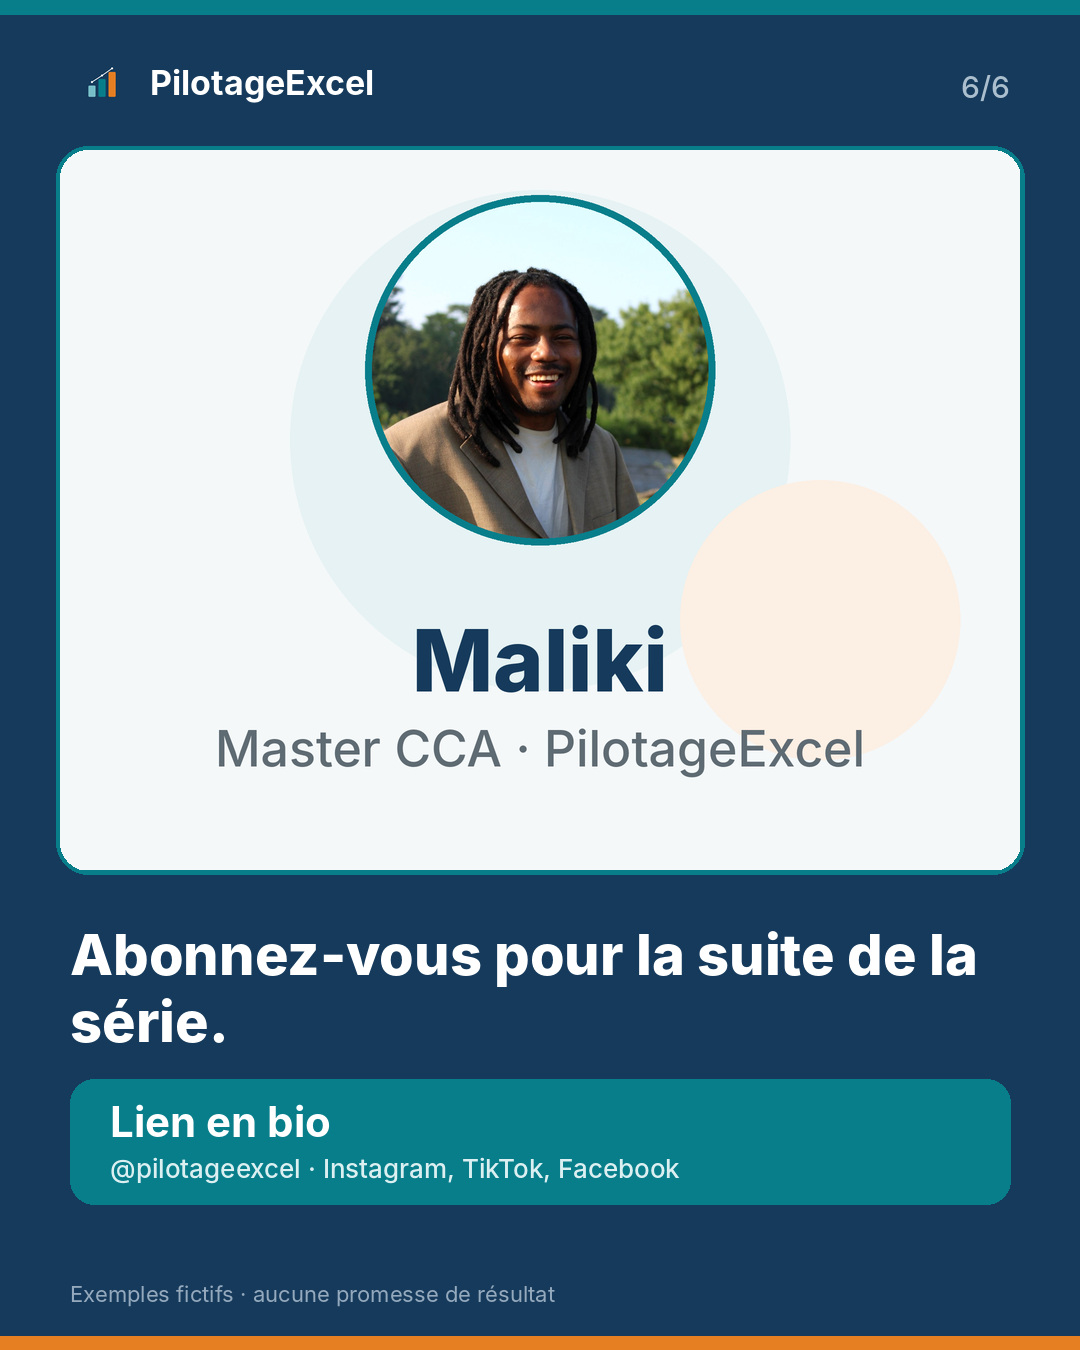 PilotageExcel
6/6
Maliki
Master CCA · PilotageExcel
Abonnez-vous pour la suite de la
série.
Lien en bio
@pilotageexcel · Instagram, TikTok, Facebook
Exemples fictifs · aucune promesse de résultat